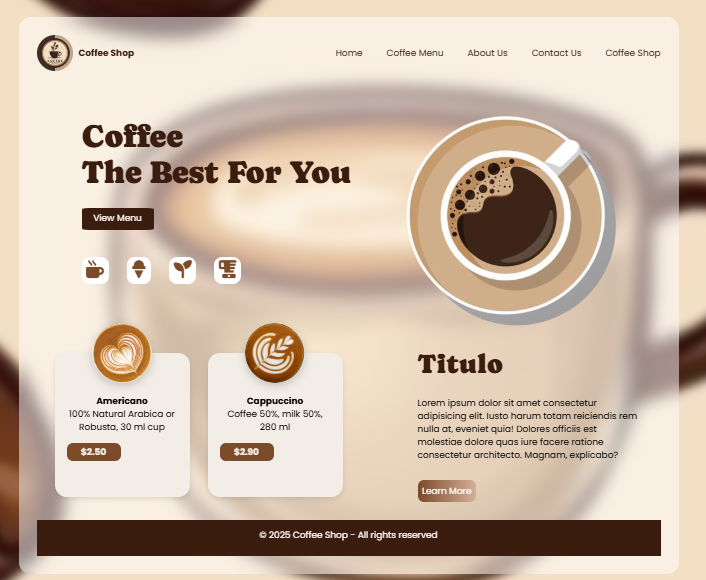 Coffee Shop
Home
Coffee Menu
About Us
Contact Us
Coffee Shop
Coffee
The Best For You
View Menu
Americano
100% Natural Arabica or
Robusta, 30 ml cup
$2.50
Cappuccino
Coffee 50%, milk 50%,
280 ml
$2.90
Titulo
Lorem ipsum dolor sit amet consectetur
adipisicing elit. Iusto harum totam reiciendis rem
nulla at, eveniet quia! Dolores officiis est
molestiae dolore quas iure facere ratione
consectetur architecto. Magnam, explicabo?
Learn More
© 2025 Coffee Shop - All rights reserved